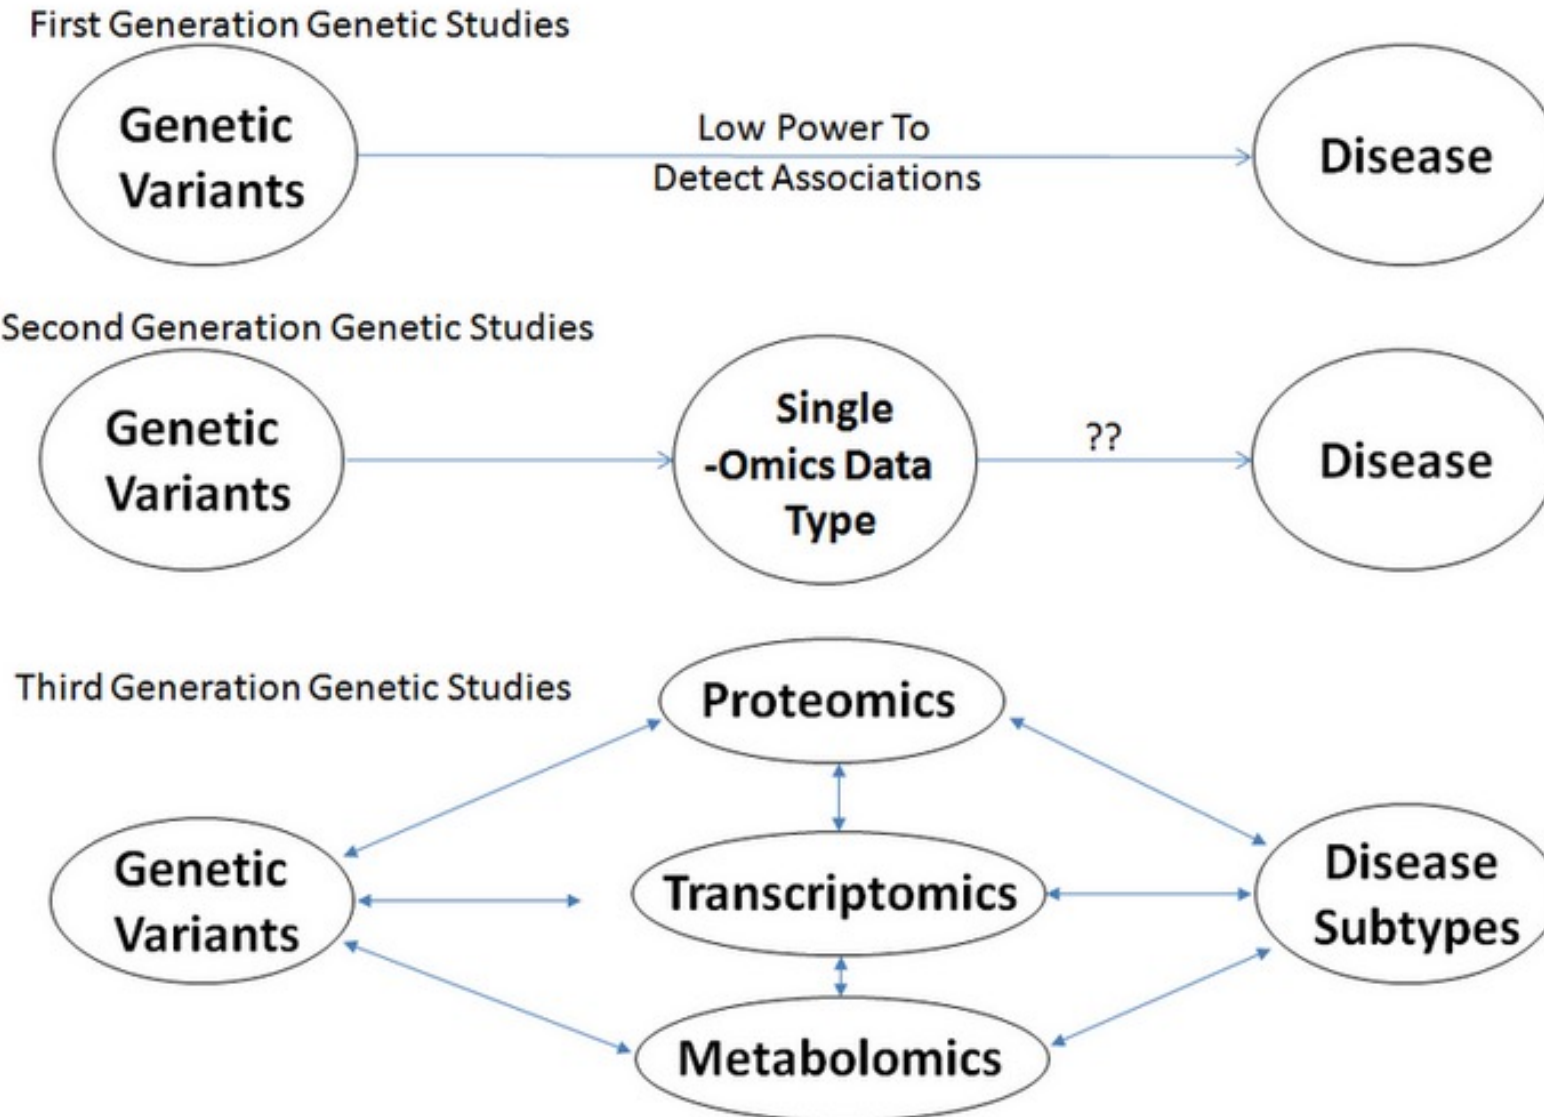 First Generation Genetic Studies
Genetic
Variants
Low Power To
Detect Associations
Disease
Second Generation Genetic Studies
Genetic
Variants
Single
-Omics Data
Type
??
Disease
Third Generation Genetic Studies
Proteomics
Genetic
Variants
Transcriptomics
Disease
Subtypes
Metabolomics